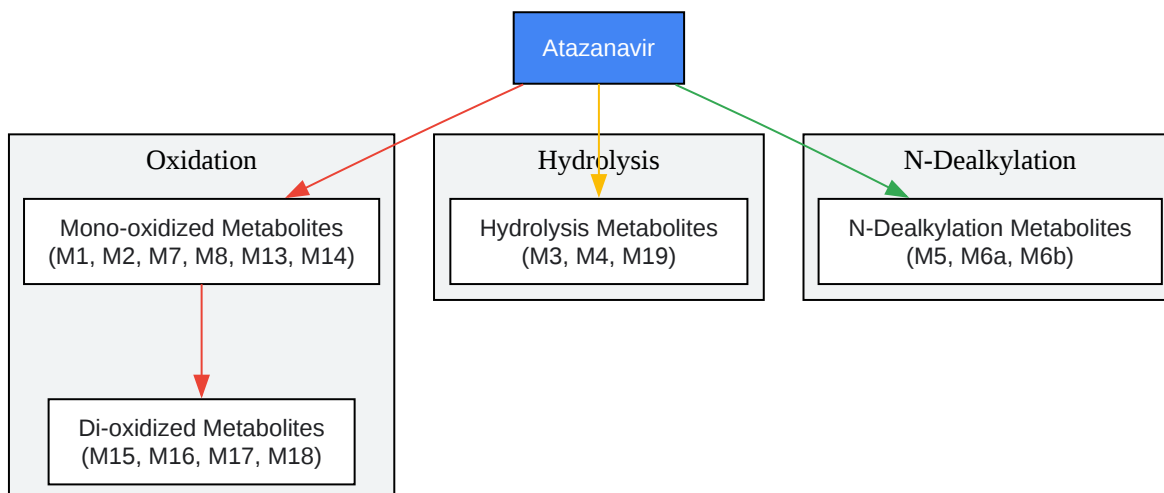 Atazanavir
Oxidation
Hydrolysis
N-Dealkylation
Mono-oxidized Metabolites
(M1, M2, M7, M8, M13, M14)
Hydrolysis Metabolites
(M3, M4, M19)
N-Dealkylation Metabolites
(M5, M6a, M6b)
Di-oxidized Metabolites
(M15, M16, M17, M18)